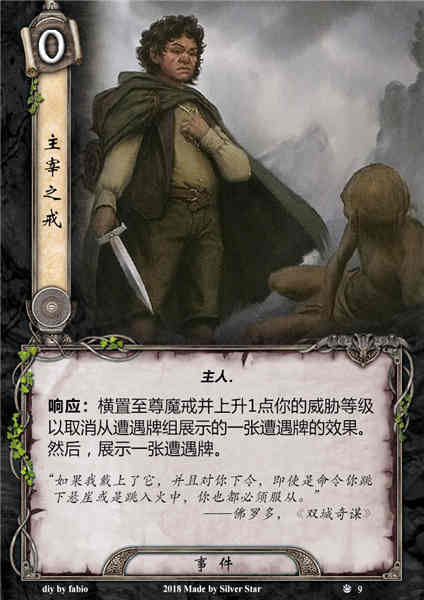 0
主宰之戒
主人.
响应：横置至尊魔戒并上升1点你的威胁等级
以取消从遭遇牌组展示的一张遭遇牌的效果。
然后，展示一张遭遇牌。
“如果我戴上了它，并且对你下令，即使是命令你跳
下悬崖或是跳入火中，你也都必须服从。”
——佛罗多，《双城奇谋》
事件
diy by fabio 2018 Made by Silver Star 9